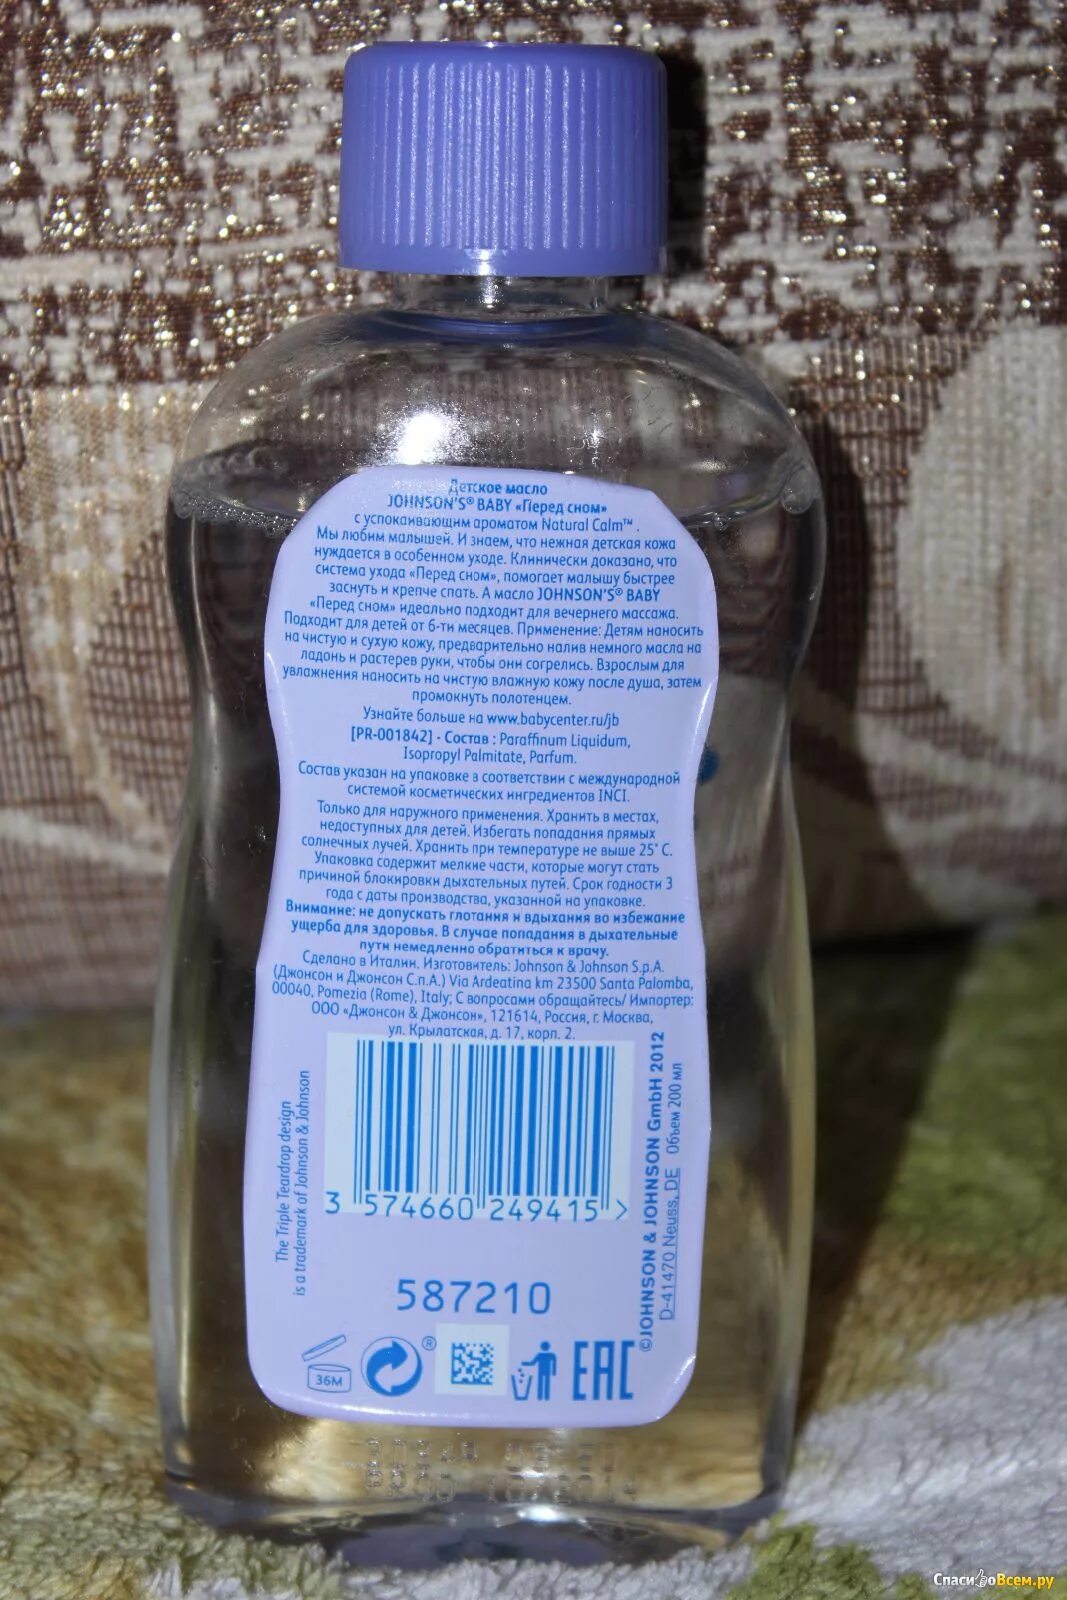 Детское масло
JOHNSON'S® BABY «Перед сном»
с успокаивающим ароматом Natural Calm™ .
Мы любим малышей. И знаем, что нежная детская кожа
нуждается в особенном уходе. Клинически доказано, что
система ухода «Перед сном», помогает малышу быстрее
заснуть и крепче спать. А масло JOHNSON'S® BABY
«Перед сном» идеально подходит для вечернего массажа.
Подходит для детей от 6-ти месяцев. Применение: Детям наносить
на чистую и сухую кожу, предварительно налив немного масла на
ладонь и растерев руки, чтобы они согрелись. Взрослым для
увлажнения наносить на чистую влажную кожу после душа, затем
промокнуть полотенцем.
Узнайте больше на www.babycenter.ru/jb
[PR-001842] - Состав : Paraffinum Liquidum,
Isopropyl Palmitate, Parfum.
Состав указан на упаковке в соответствии с международной
системой косметических ингредиентов INCI.
Только для наружного применения. Хранить в местах,
недоступных для детей. Избегать попадания прямых
солнечных лучей. Хранить при температуре не выше 25° С.
Упаковка содержит мелкие части, которые могут стать
причиной блокировки дыхательных путей. Срок годности 3
года с даты производства, указанной на упаковке.
Внимание: не допускать глотания и вдыхания во избежание
ущерба для здоровья. В случае попадания в дыхательные
пути немедленно обратиться к врачу.
Сделано в Италии. Изготовитель: Johnson & Johnson S.p.A.
(Джонсон и Джонсон С.п.А.) Via Ardeatina km 23500 Santa Palomba,
00040, Pomezia (Rome), Italy; С вопросами обращайтесь/ Импортер:
ООО «Джонсон & Джонсон», 121614, Россия, г. Москва,
ул. Крылатская, д. 17, корп. 2.
The Triple Teardrop design
is a trademark of Johnson & Johnson
3 574660 249415 >
©JOHNSON & JOHNSON GmbH 2012
D-41470 Neuss, DE Объем 200 мл
587210
36M
®
EAC
СпасибоВсем.ру